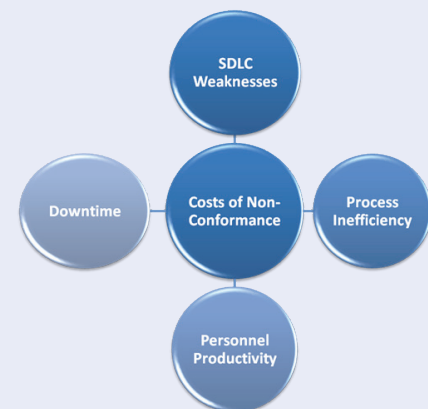 SDLC
Weaknesses
Downtime
Costs of Non-
Conformance
Process
Inefficiency
Personnel
Productivity